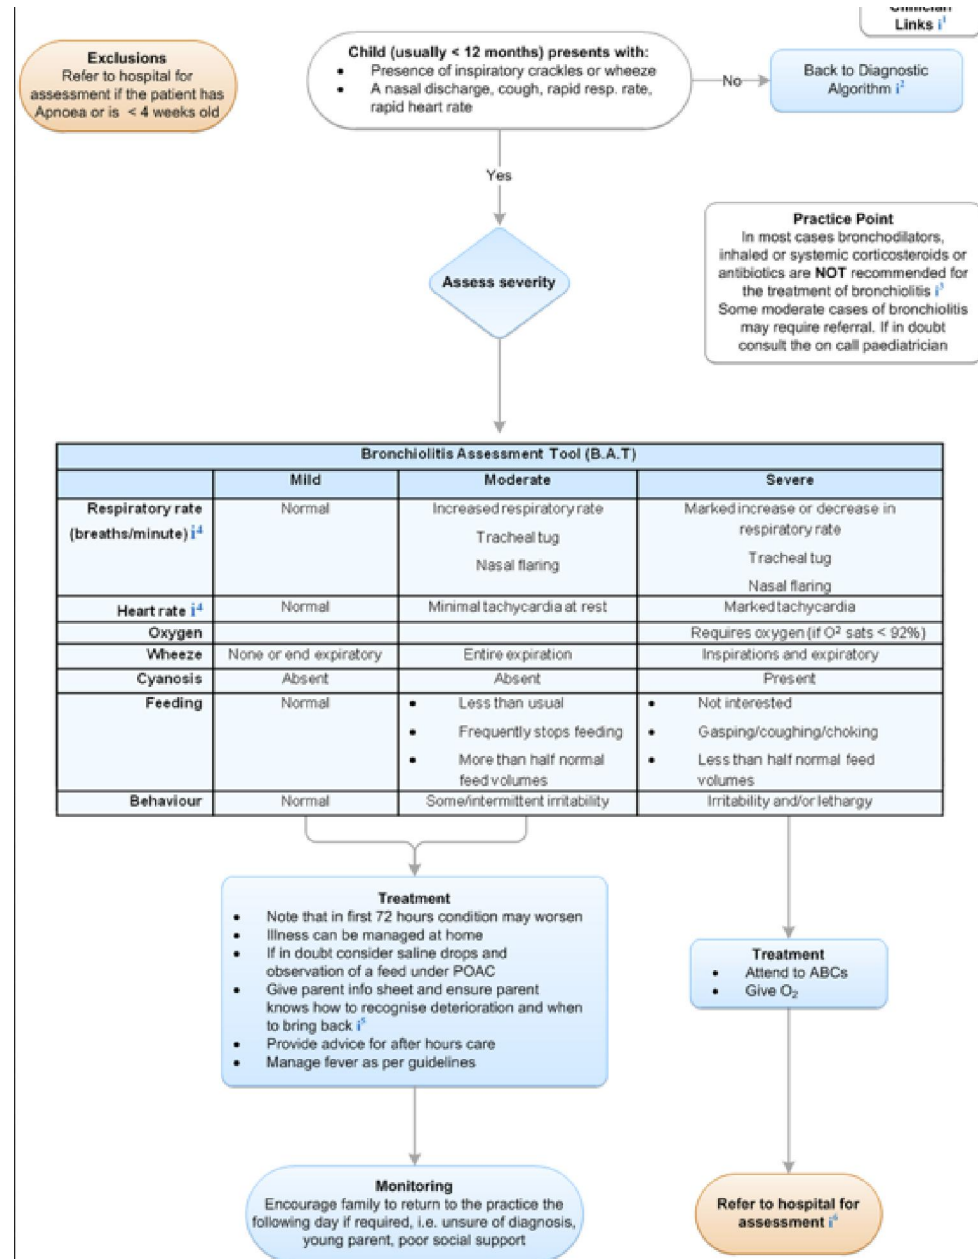 Clinician
Links i1
Exclusions
Refer to hospital for
assessment if the patient has
Apnoea or is < 4 weeks old
Child (usually < 12 months) presents with:
• Presence of inspiratory crackles or wheeze
• A nasal discharge, cough, rapid resp. rate,
rapid heart rate
No
Back to Diagnostic
Algorithm i2
Yes
Assess severity
Practice Point
In most cases bronchodilators,
inhaled or systemic corticosteroids or
antibiotics are NOT recommended for
the treatment of bronchiolitis i3
Some moderate cases of bronchiolitis
may require referral. If in doubt
consult the on call paediatrician
Bronchiolitis Assessment Tool (B.A.T)
Mild Moderate Severe
Respiratory rate
(breaths/minute) i4
Normal
Increased respiratory rate
Tracheal tug
Nasal flaring
Marked increase or decrease in
respiratory rate
Tracheal tug
Nasal flaring
Heart rate i4 Normal Minimal tachycardia at rest Marked tachycardia
Oxygen Requires oxygen (if O2 sats < 92%)
Wheeze None or end expiratory Entire expiration Inspirations and expiratory
Cyanosis Absent Absent Present
Feeding Normal
• Less than usual
• Frequently stops feeding
• More than half normal
feed volumes
• Not interested
• Gasping/coughing/choking
• Less than half normal feed
volumes
Behaviour Normal Some/intermittent irritability Irritability and/or lethargy
Treatment
• Note that in first 72 hours condition may worsen
• Illness can be managed at home
• If in doubt consider saline drops and
observation of a feed under POAC
• Give parent info sheet and ensure parent
knows how to recognise deterioration and when
to bring back i5
• Provide advice for after hours care
• Manage fever as per guidelines
Treatment
• Attend to ABCs
• Give O2
Monitoring
Encourage family to return to the practice the
following day if required, i.e. unsure of diagnosis,
young parent, poor social support
Refer to hospital for
assessment i6